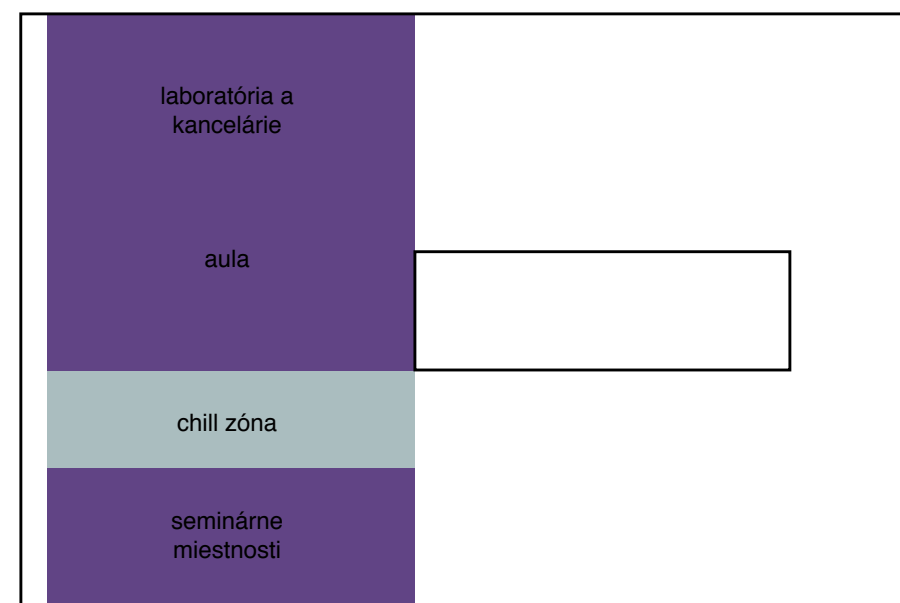 laboratória a
kancelárie
aula
chill zóna
seminárne
miestnosti